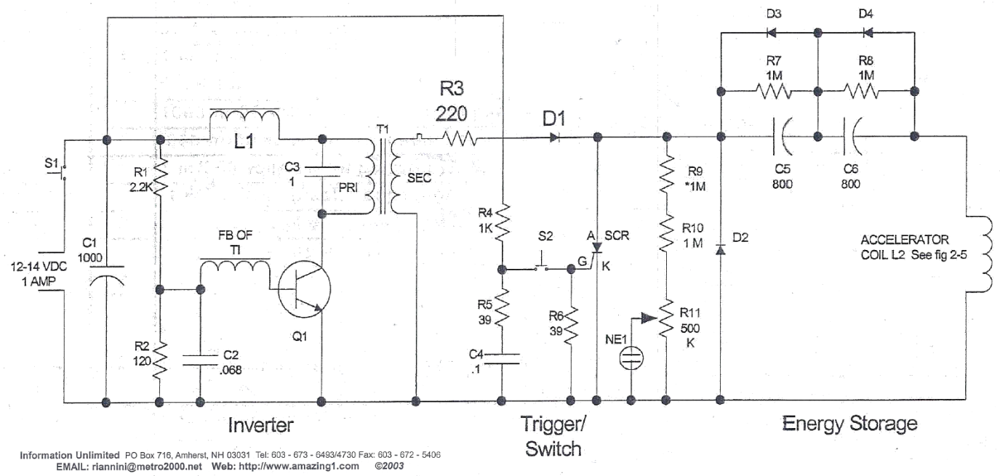 D3
D4
R7
1M
R8
1M
R3
220
D1
T1
L1
S1
R1
2.2K
C3
1
PRI
SEC
C5
800
C6
800
R9
*1M
R4
1K
S2
A
SCR
G
K
R10
1 M
D2
ACCELERATOR
COIL L2 See fig 2-5
C1
1000
FB OF
TI
12-14 VDC
1 AMP
R5
39
R6
39
R11
500
K
NE1
Q1
R2
120
C2
.068
C4
.1
Inverter
Trigger/
Switch
Energy Storage
Information Unlimited PO Box 716, Amherst, NH 03031 Tel: 603 - 673 - 6493/4730 Fax: 603 - 672 - 5406
EMAIL: riannini@metro2000.net Web: http://www.amazing1.com ©2003